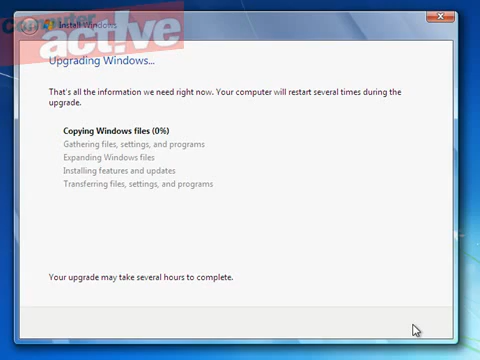 computer
active
Install Windows
Upgrading Windows...
That's all the information we need right now. Your computer will restart several times during the
upgrade.
Copying Windows files (0%)
Gathering files, settings, and programs
Expanding Windows files
Installing features and updates
Transferring files, settings, and programs
Your upgrade may take several hours to complete.